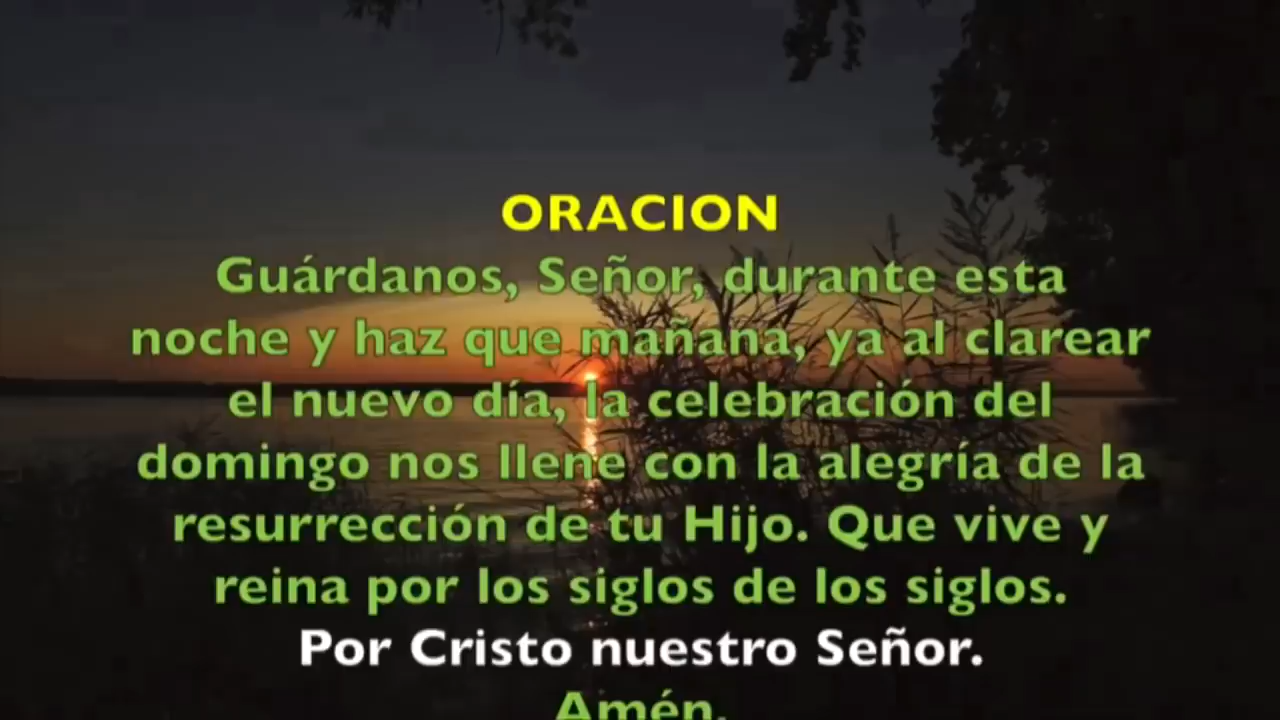 ORACION
Guárdanos, Señor, durante esta
noche y haz que mañana, ya al clarear
el nuevo día, la celebración del
domingo nos llene con la alegría de la
resurrección de tu Hijo. Que vive y
reina por los siglos de los siglos.
Por Cristo nuestro Señor.
Amén.